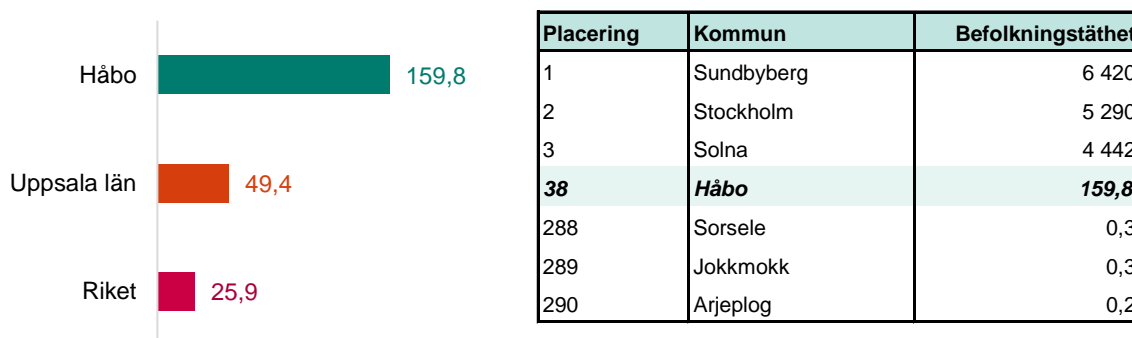 Håbo 159,8
Uppsala län 49,4
Riket 25,9
Placering Kommun Befolkningstäthet
1 Sundbyberg 6 420
2 Stockholm 5 290
3 Solna 4 442
38 Håbo 159,8
288 Sorsele 0,3
289 Jokkmokk 0,3
290 Arjeplog 0,2